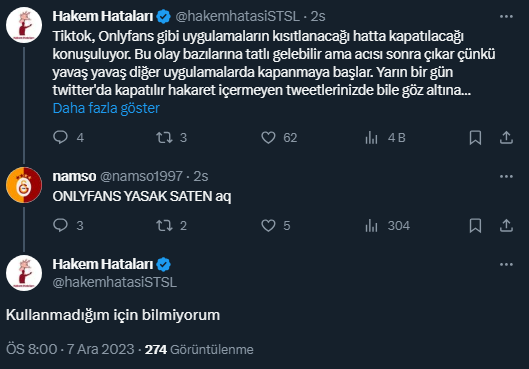 Hakem Hataları @hakemhatasiSTSL · 2s
Tiktok, Onlyfans gibi uygulamaların kısıtlanacağı hatta kapatılacağı
konuşuluyor. Bu olay bazılarına tatlı gelebilir ama acısı sonra çıkar çünkü
yavaş yavaş diğer uygulamalarda kapanmaya başlar. Yarın bir gün
twitter'da kapatılır hakaret içermeyen tweetlerinizde bile göz altına...
Daha fazla göster
4 3 62 4 B
namso @namso1997 · 2s
ONLYFANS YASAK SATEN aq
3 2 5 304
Hakem Hataları
@hakemhatasiSTSL
Kullanmadığım için bilmiyorum
ÖS 8:00 · 7 Ara 2023 · 274 Görüntülenme